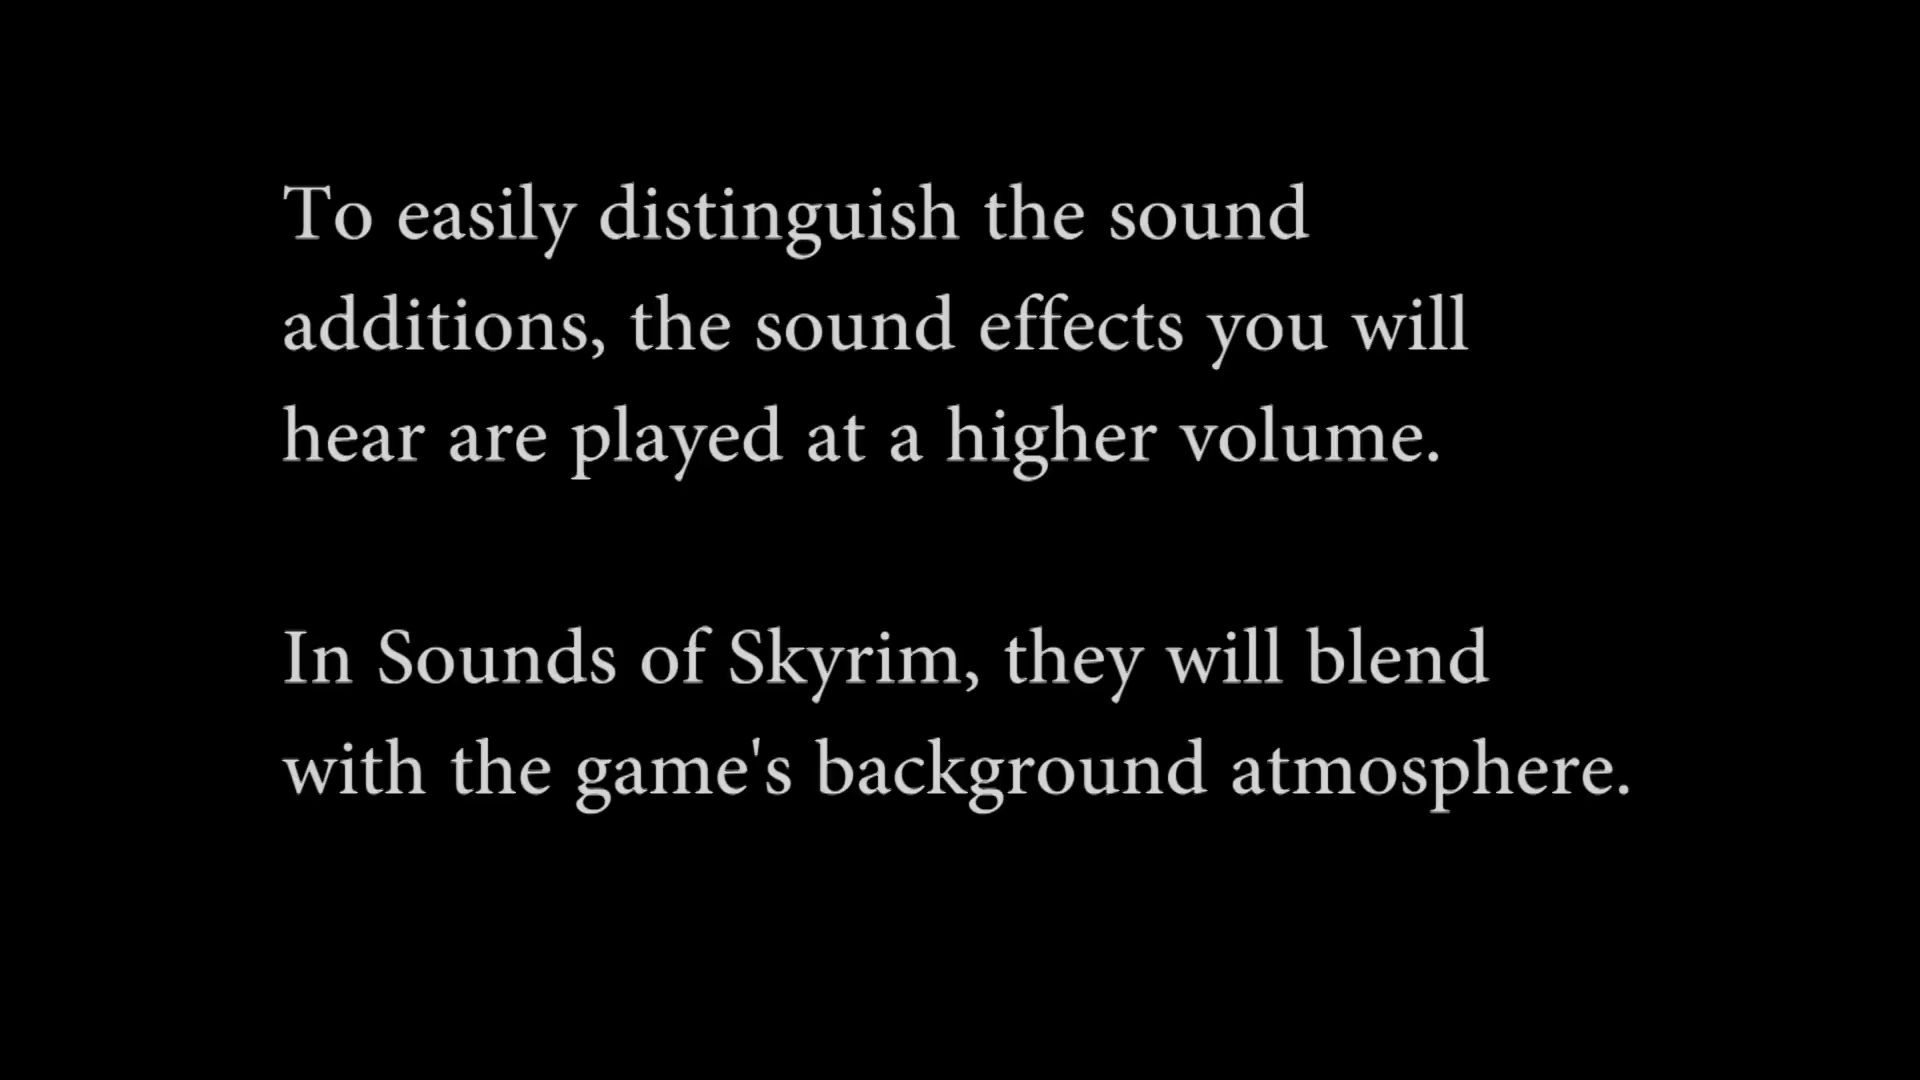 To easily distinguish the sound
additions, the sound effects you will
hear are played at a higher volume.
In Sounds of Skyrim, they will blend
with the game's background atmosphere.